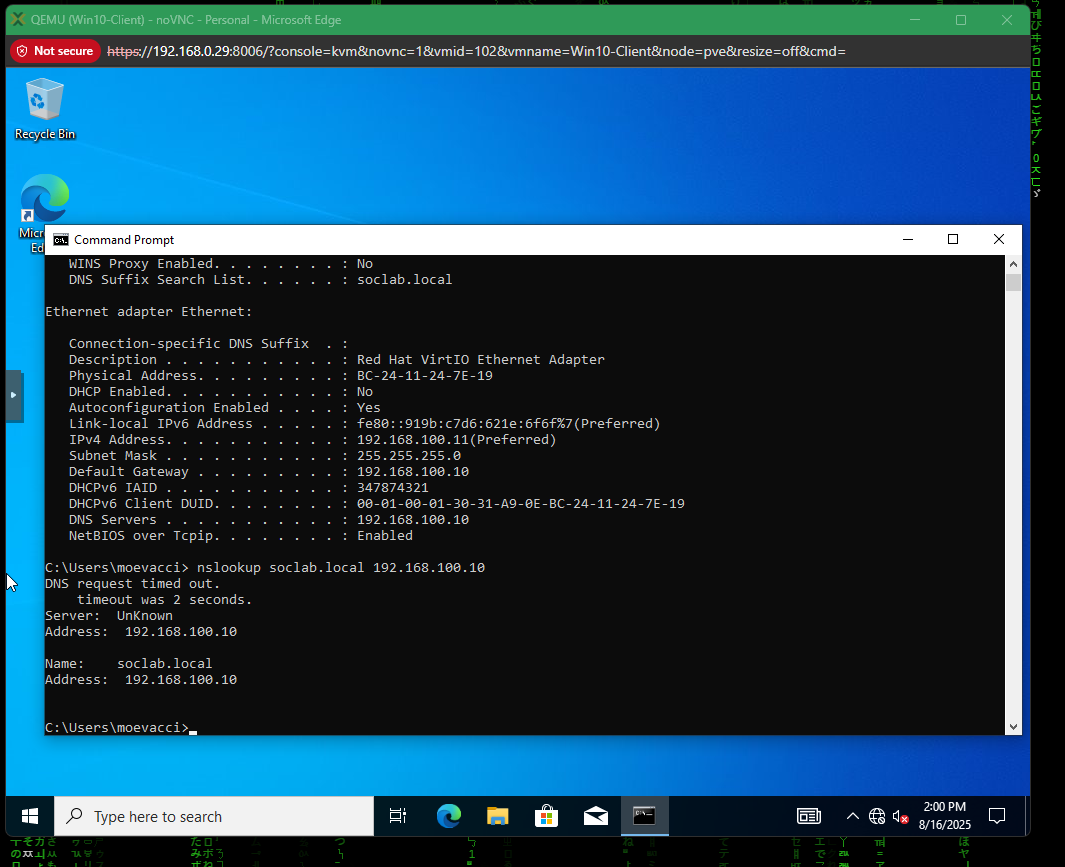 QEMU (Win10-Client) - noVNC - Personal - Microsoft Edge
Not secure https://192.168.0.29:8006/?console=kvm&novnc=1&vmid=102&vmname=Win10-Client&node=pve&resize=off&cmd=
Recycle Bin
Command Prompt
WINS Proxy Enabled. . . . . . . . : No
DNS Suffix Search List. . . . . . : soclab.local
Ethernet adapter Ethernet:
Connection-specific DNS Suffix  . :
Description . . . . . . . . . . . : Red Hat VirtIO Ethernet Adapter
Physical Address. . . . . . . . . : BC-24-11-24-7E-19
DHCP Enabled. . . . . . . . . . . : No
Autoconfiguration Enabled . . . . : Yes
Link-local IPv6 Address . . . . . : fe80::919b:c7d6:621e:6f6f%7(Preferred)
IPv4 Address. . . . . . . . . . . : 192.168.100.11(Preferred)
Subnet Mask . . . . . . . . . . . : 255.255.255.0
Default Gateway . . . . . . . . . : 192.168.100.10
DHCPv6 IAID . . . . . . . . . . . : 347874321
DHCPv6 Client DUID. . . . . . . . : 00-01-00-01-30-31-A9-0E-BC-24-11-24-7E-19
DNS Servers . . . . . . . . . . . : 192.168.100.10
NetBIOS over Tcpip. . . . . . . . : Enabled
C:\Users\moevacci> nslookup soclab.local 192.168.100.10
DNS request timed out.
timeout was 2 seconds.
Server:  UnKnown
Address:  192.168.100.10
Name:    soclab.local
Address:  192.168.100.10
C:\Users\moevacci>
Type here to search
2:00 PM
8/16/2025